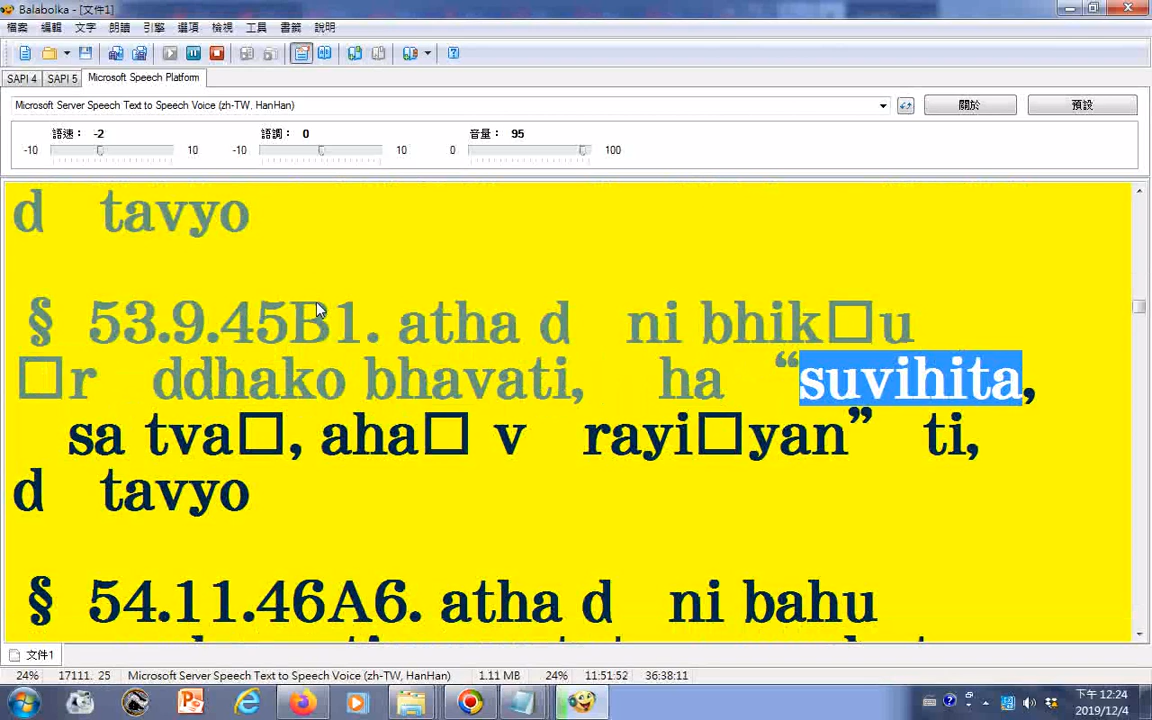 Balabolka - [文件1]
檔案 編輯 文字 朗讀 引擎 選項 檢視 工具 書籤 說明
SAPI 4 SAPI 5 Microsoft Speech Platform
Microsoft Server Speech Text to Speech Voice (zh-TW, HanHan) 關於 預設
語速： -2 語調： 0 音量： 95
-10 10 -10 10 0 100
d tavyo
§ 53.9.45B1. atha d ni bhik□u
□r ddhako bhavati, ha “suvihita,
sa tva□, aha□ v rayi□yan” ti,
d tavyo
§ 54.11.46A6. atha d ni bahu
文件1
24% 17111. 25 Microsoft Server Speech Text to Speech Voice (zh-TW, HanHan) 1.11 MB 24% 11:51:52 36:38:11
下午 12:24
2019/12/4